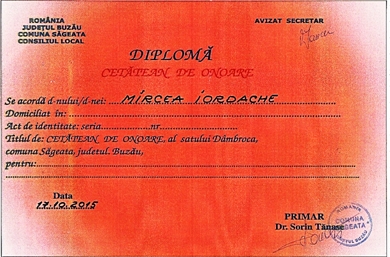 ROMÂNIA
JUDEȚUL BUZĂU
COMUNA SĂGEATA
CONSILIUL LOCAL
AVIZAT SECRETAR
DIPLOMĂ
CETĂȚEAN DE ONOARE
Se acordă d-nului/d-nei: MIRCEA IORDACHE
Domiciliat în:
Act de identitate: seria..............nr..............
Titlul de: CETĂȚEAN DE ONOARE, al satului Dâmbroca,
comuna Săgeata, județul. Buzău,
pentru:
Data
17.10.2015
PRIMAR
Dr. Sorin Tănase
ROMÂNIA
COMUNA
SĂGEATA
JUDEȚUL BUZĂU